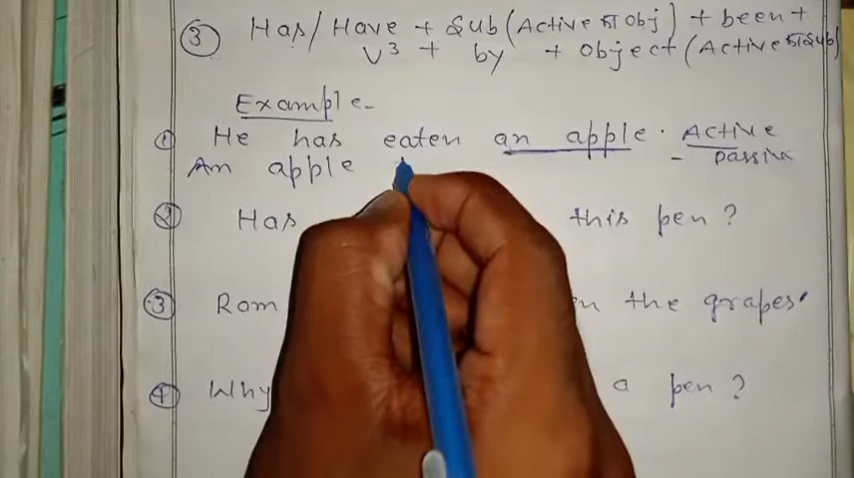 ③ Has/Have + Sub (Active का Obj) + been +
V³ + by + Object (Active का Sub)
Example-
① He has eaten an apple. Active
An apple - passive
② Has this pen?
③ Rom the grapes
④ Why a pen?